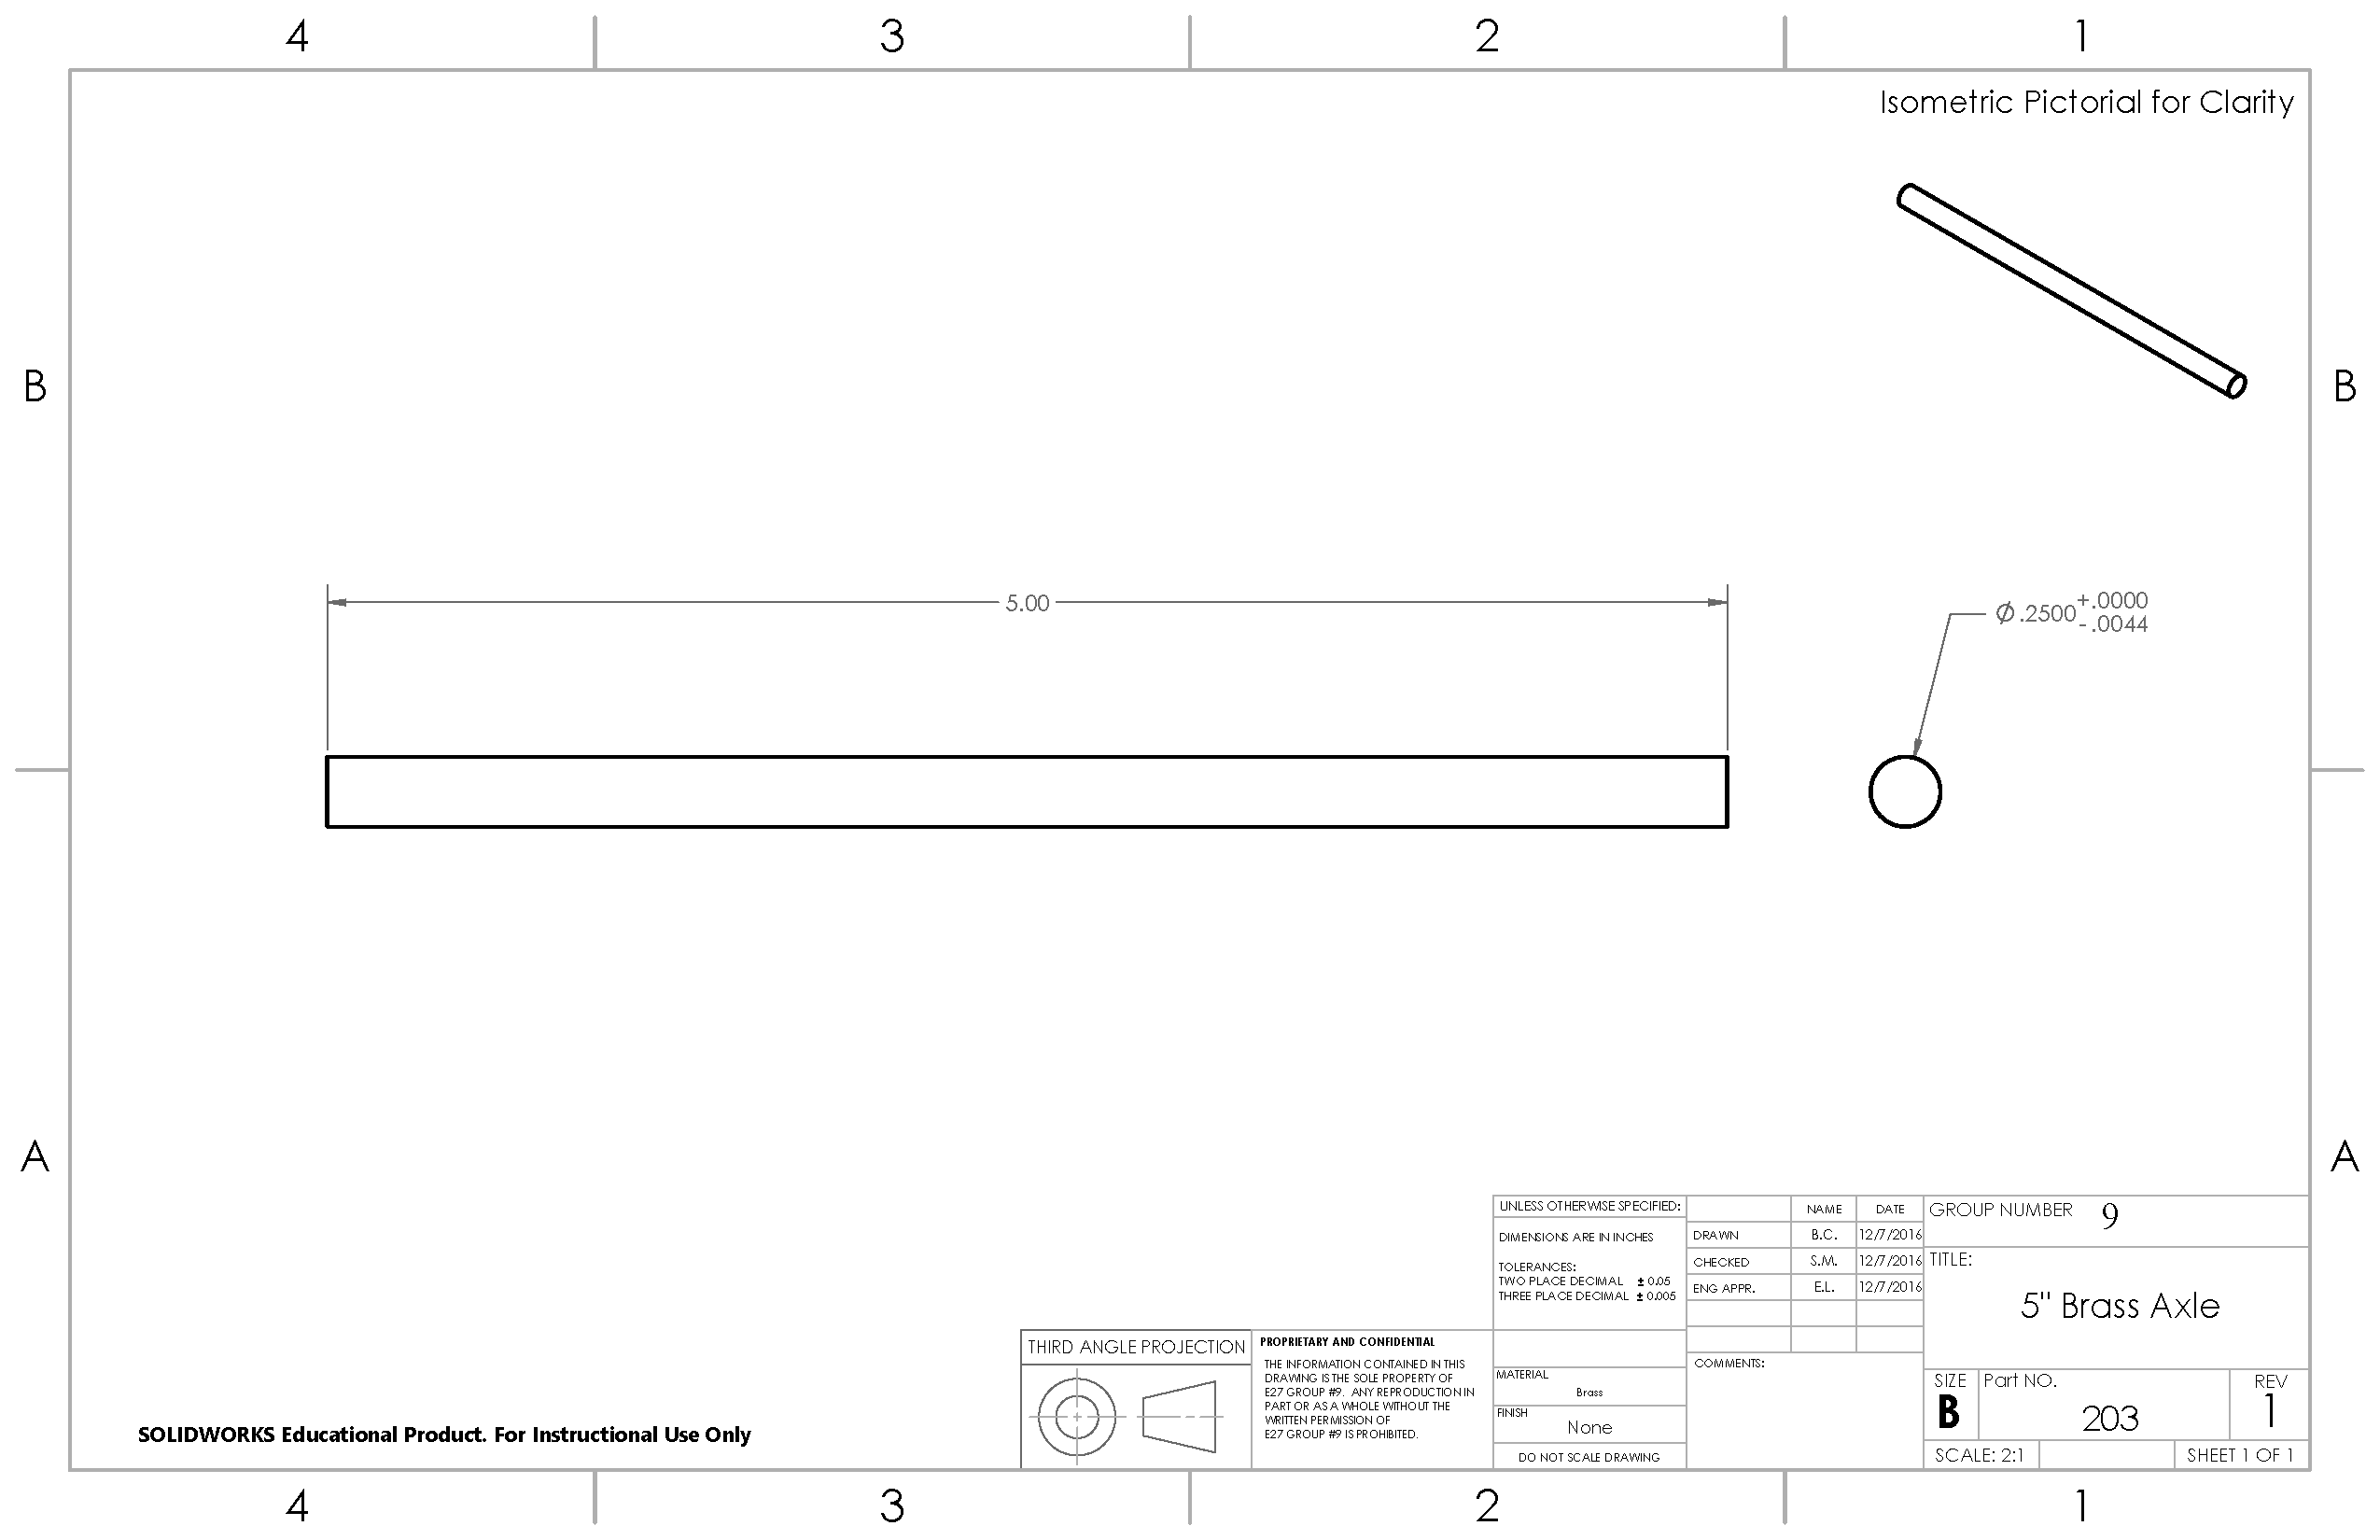 4 3 2 1
Isometric Pictorial for Clarity
B B
5.00
⌀.2500 +.0000
-.0044
A A
UNLESS OTHERWISE SPECIFIED:
DIMENSIONS ARE IN INCHES
TOLERANCES:
TWO PLACE DECIMAL ± 0.05
THREE PLACE DECIMAL ± 0.005
NAME DATE
DRAWN B.C. 12/7/2016
CHECKED S.M. 12/7/2016
ENG APPR. E.L. 12/7/2016
GROUP NUMBER 9
TITLE:
5" Brass Axle
THIRD ANGLE PROJECTION
PROPRIETARY AND CONFIDENTIAL
THE INFORMATION CONTAINED IN THIS
DRAWING IS THE SOLE PROPERTY OF
E27 GROUP #9. ANY REPRODUCTION IN
PART OR AS A WHOLE WITHOUT THE
WRITTEN PERMISSION OF
E27 GROUP #9 IS PROHIBITED.
MATERIAL
Brass
FINISH
None
DO NOT SCALE DRAWING
COMMENTS:
SIZE Part NO. REV
B 203 1
SCALE: 2:1 SHEET 1 OF 1
SOLIDWORKS Educational Product. For Instructional Use Only
4 3 2 1